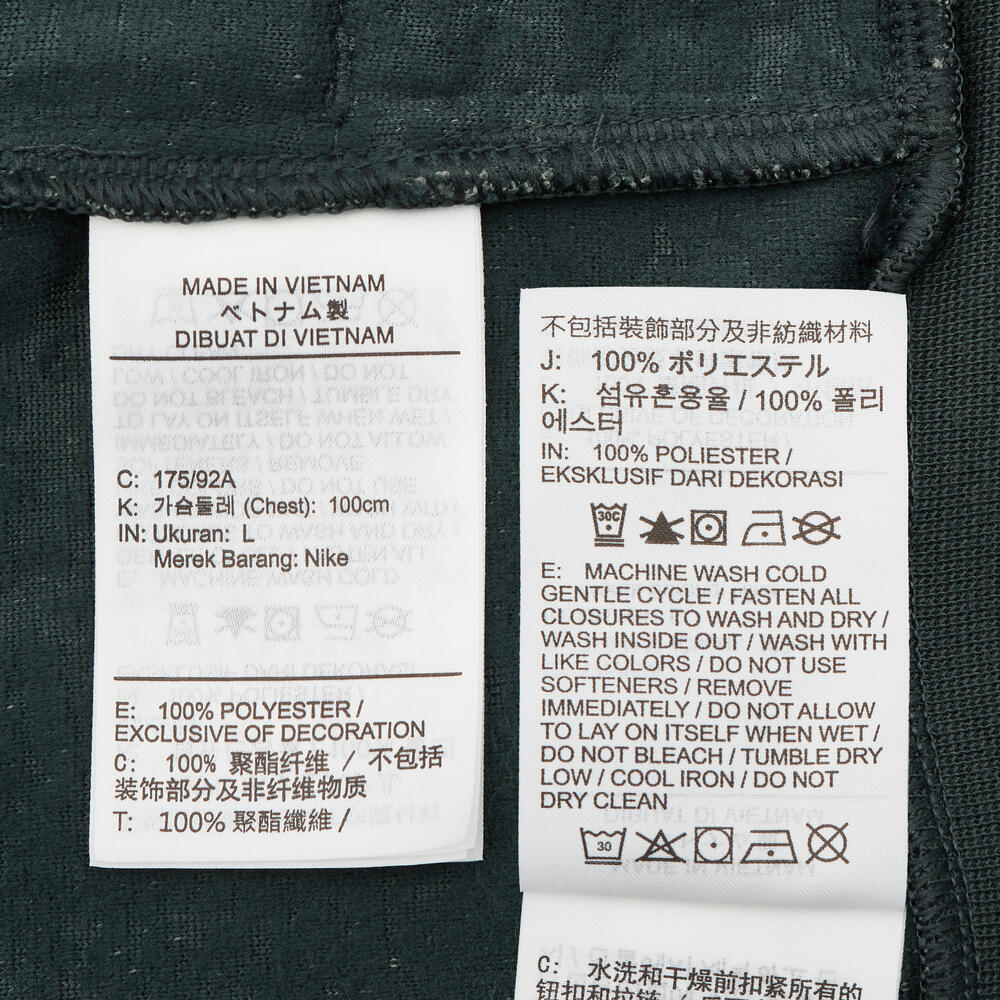 MADE IN VIETNAM
ベトナム製
DIBUAT DI VIETNAM
C: 175/92A
K: 가슴둘레 (Chest): 100cm
IN: Ukuran: L
Merek Barang: Nike
E: 100% POLYESTER /
EXCLUSIVE OF DECORATION
C: 100% 聚酯纤维 / 不包括
装饰部分及非纤维物质
T: 100% 聚酯纖維 /
不包括裝飾部分及非紡織材料
J: 100% ポリエステル
K: 섬유혼용율 / 100% 폴리
에스터
IN: 100% POLIESTER /
EKSKLUSIF DARI DEKORASI
30C
E: MACHINE WASH COLD
GENTLE CYCLE / FASTEN ALL
CLOSURES TO WASH AND DRY /
WASH INSIDE OUT / WASH WITH
LIKE COLORS / DO NOT USE
SOFTENERS / REMOVE
IMMEDIATELY / DO NOT ALLOW
TO LAY ON ITSELF WHEN WET /
DO NOT BLEACH / TUMBLE DRY
LOW / COOL IRON / DO NOT
DRY CLEAN
30
C: 水洗和干燥前扣紧所有的
钮扣和拉链 /